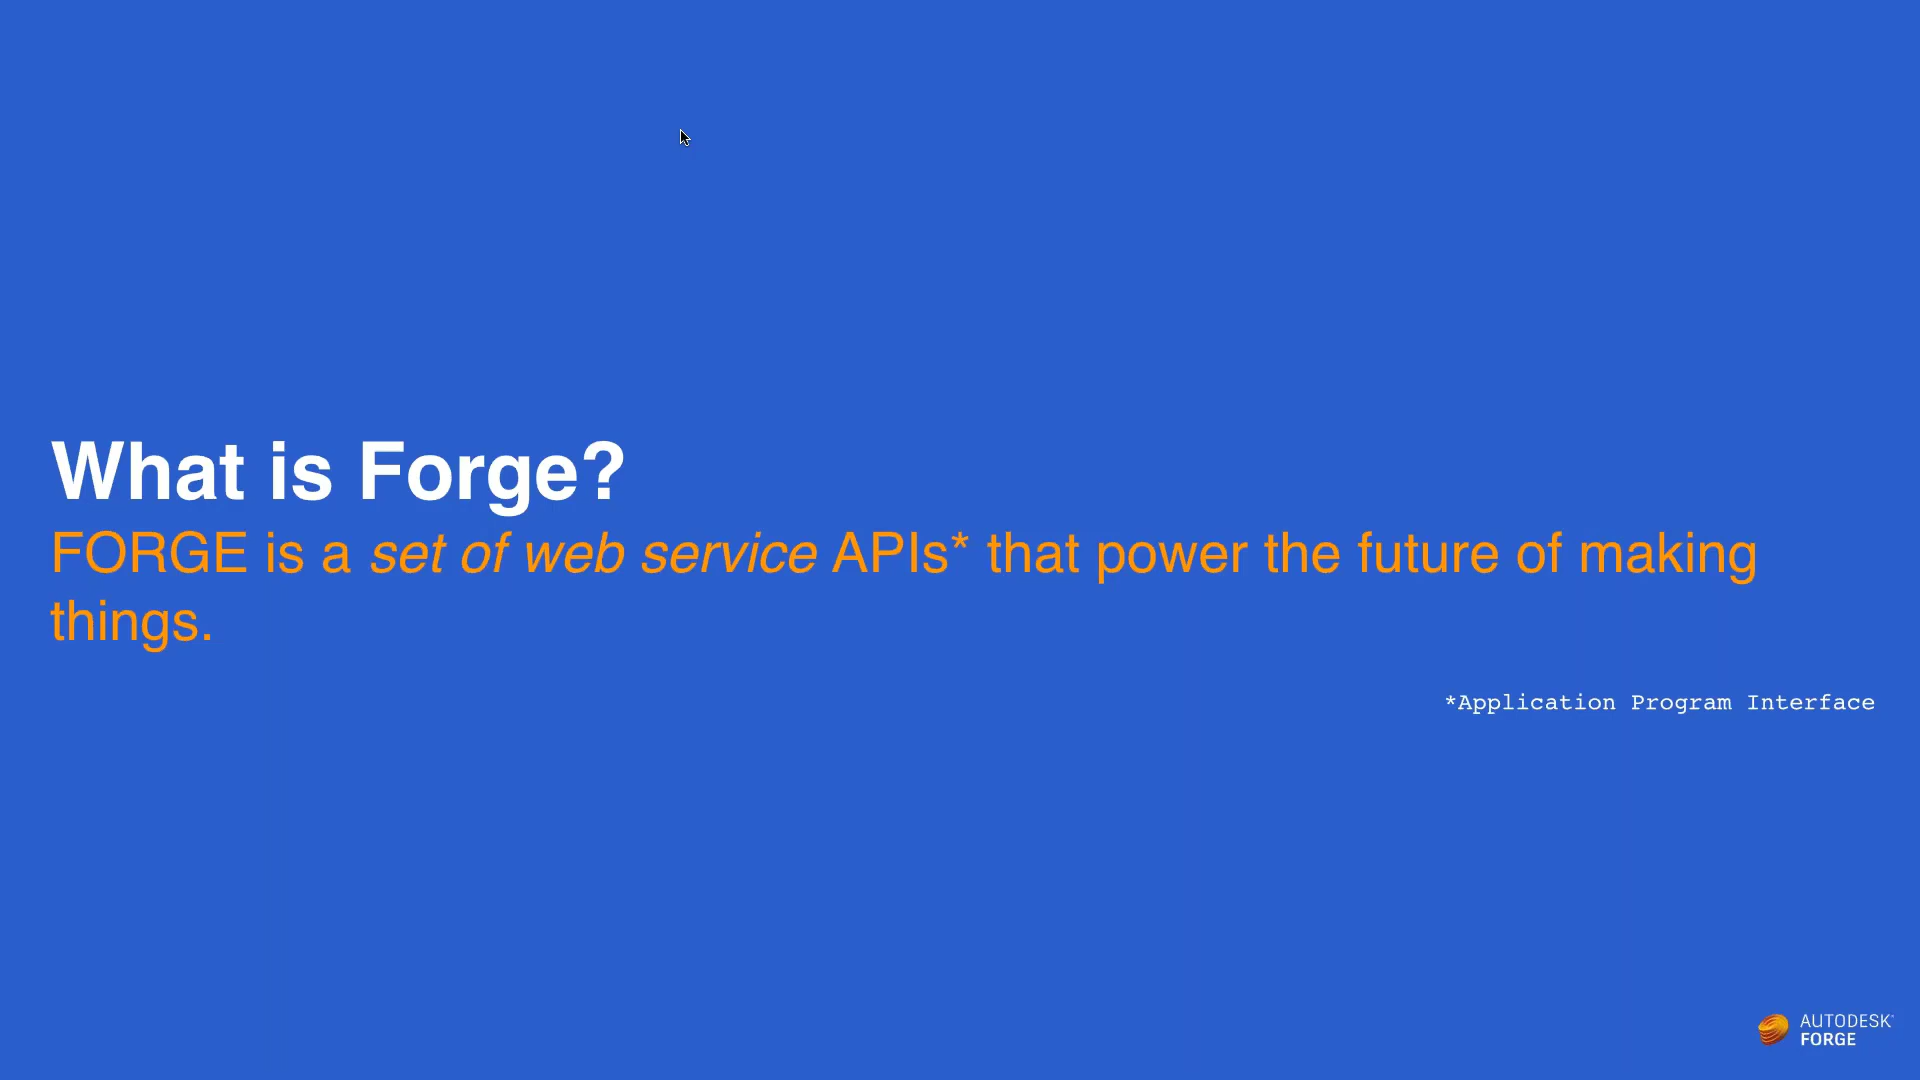 What is Forge?
FORGE is a set of web service APIs* that power the future of making
things.
*Application Program Interface
AUTODESK
FORGE